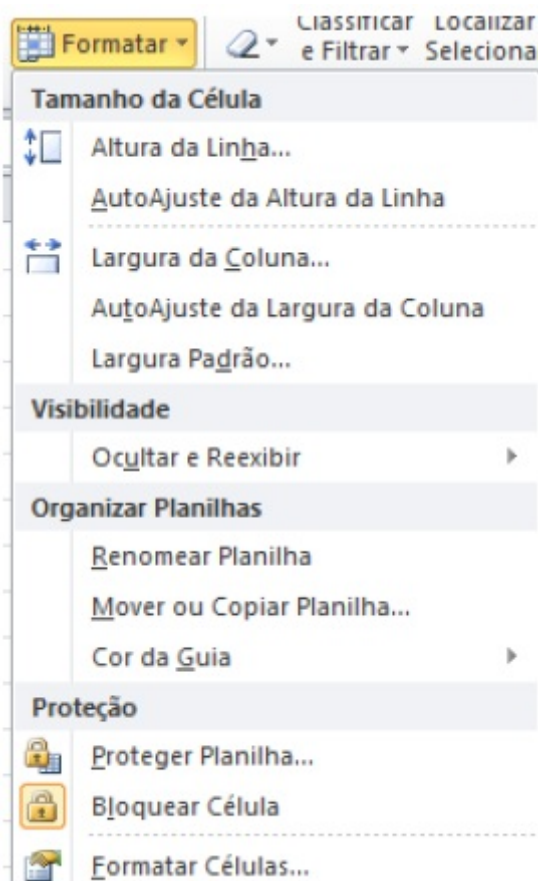 Formatar
Classificar Localizar
e Filtrar Seleciona
Tamanho da Célula
Altura da Linha...
AutoAjuste da Altura da Linha
Largura da Coluna...
AutoAjuste da Largura da Coluna
Largura Padrão...
Visibilidade
Ocultar e Reexibir
Organizar Planilhas
Renomear Planilha
Mover ou Copiar Planilha...
Cor da Guia
Proteção
Proteger Planilha...
Bloquear Célula
Formatar Células...